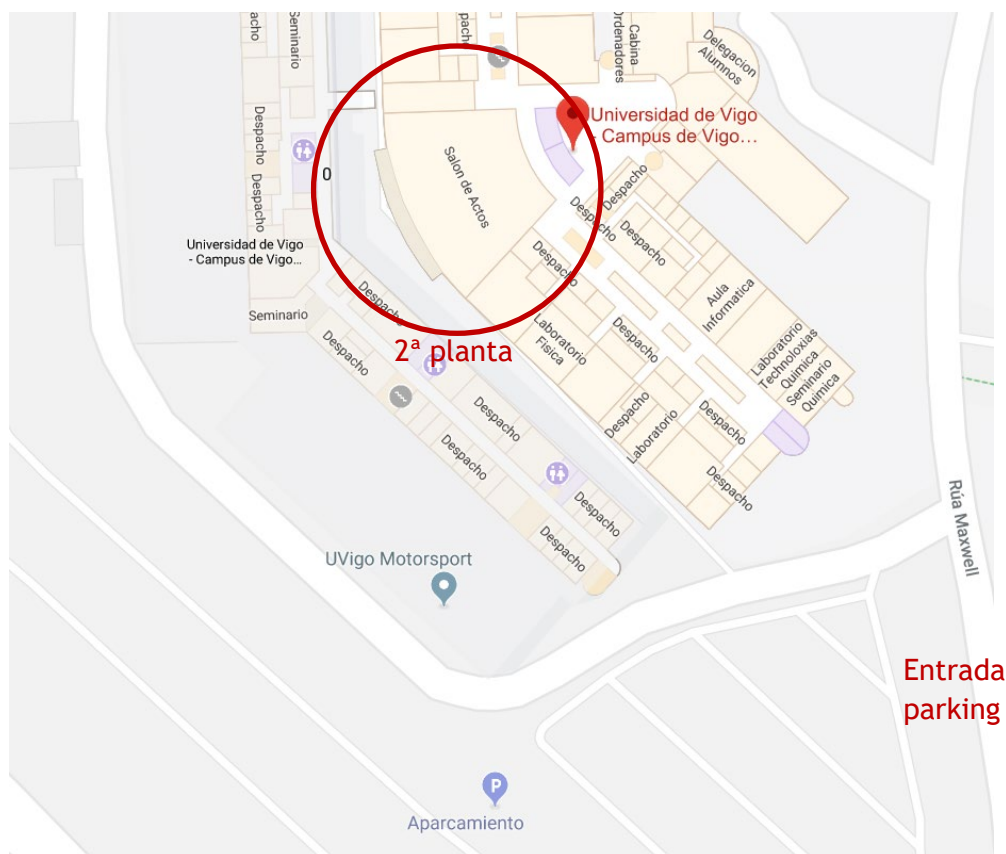 Despacho
Seminario
Despacho
Cabina
Ordenadores
Delegacion
Alumnos
Universidad de Vigo
- Campus de Vigo…
Despacho
Despacho
0
Salon de Actos
Despacho
Despacho
Despacho
Universidad de Vigo
- Campus de Vigo...
Despacho
Despacho
Aula
Informatica
Seminario
Despacho
Laboratorio
Fisica
Despacho
Laboratorio
Technoloxias
Quimica
Seminario
Quimica
2ª planta
Despacho
Despacho
Despacho
Laboratorio
Despacho
Despacho
Despacho
Despacho
Despacho
Rúa Maxwell
UVigo Motorsport
Entrada
parking
P
Aparcamiento